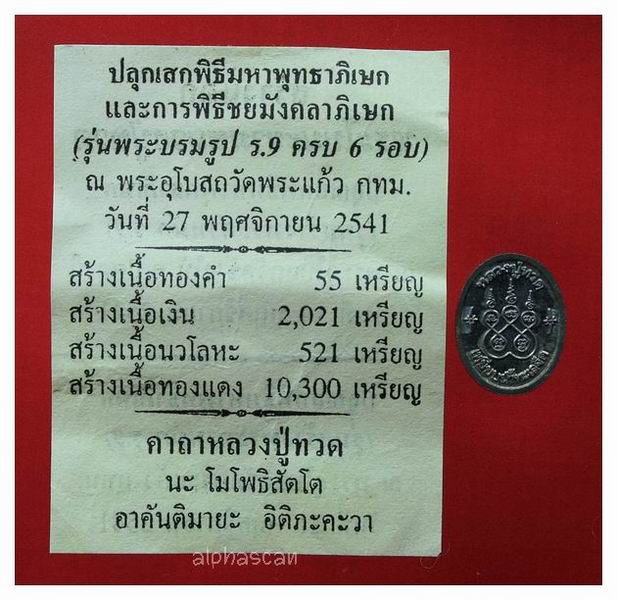 ปลุกเสกพิธีมหาพุทธาภิเษก
และการพิธีชยมังคลาภิเษก
(รุ่นพระบรมรูป ร.9 ครบ 6 รอบ)
ณ พระอุโบสถวัดพระแก้ว กทม.
วันที่ 27 พฤศจิกายน 2541
สร้างเนื้อทองคำ 55 เหรียญ
สร้างเนื้อเงิน 2,021 เหรียญ
สร้างเนื้อนวโลหะ 521 เหรียญ
สร้างเนื้อทองแดง 10,300 เหรียญ
คาถาหลวงปู่ทวด
นะ โมโพธิสัตโต
อาคันติมายะ อิติภะคะวา
alphascan
หลวงปู่ทวด